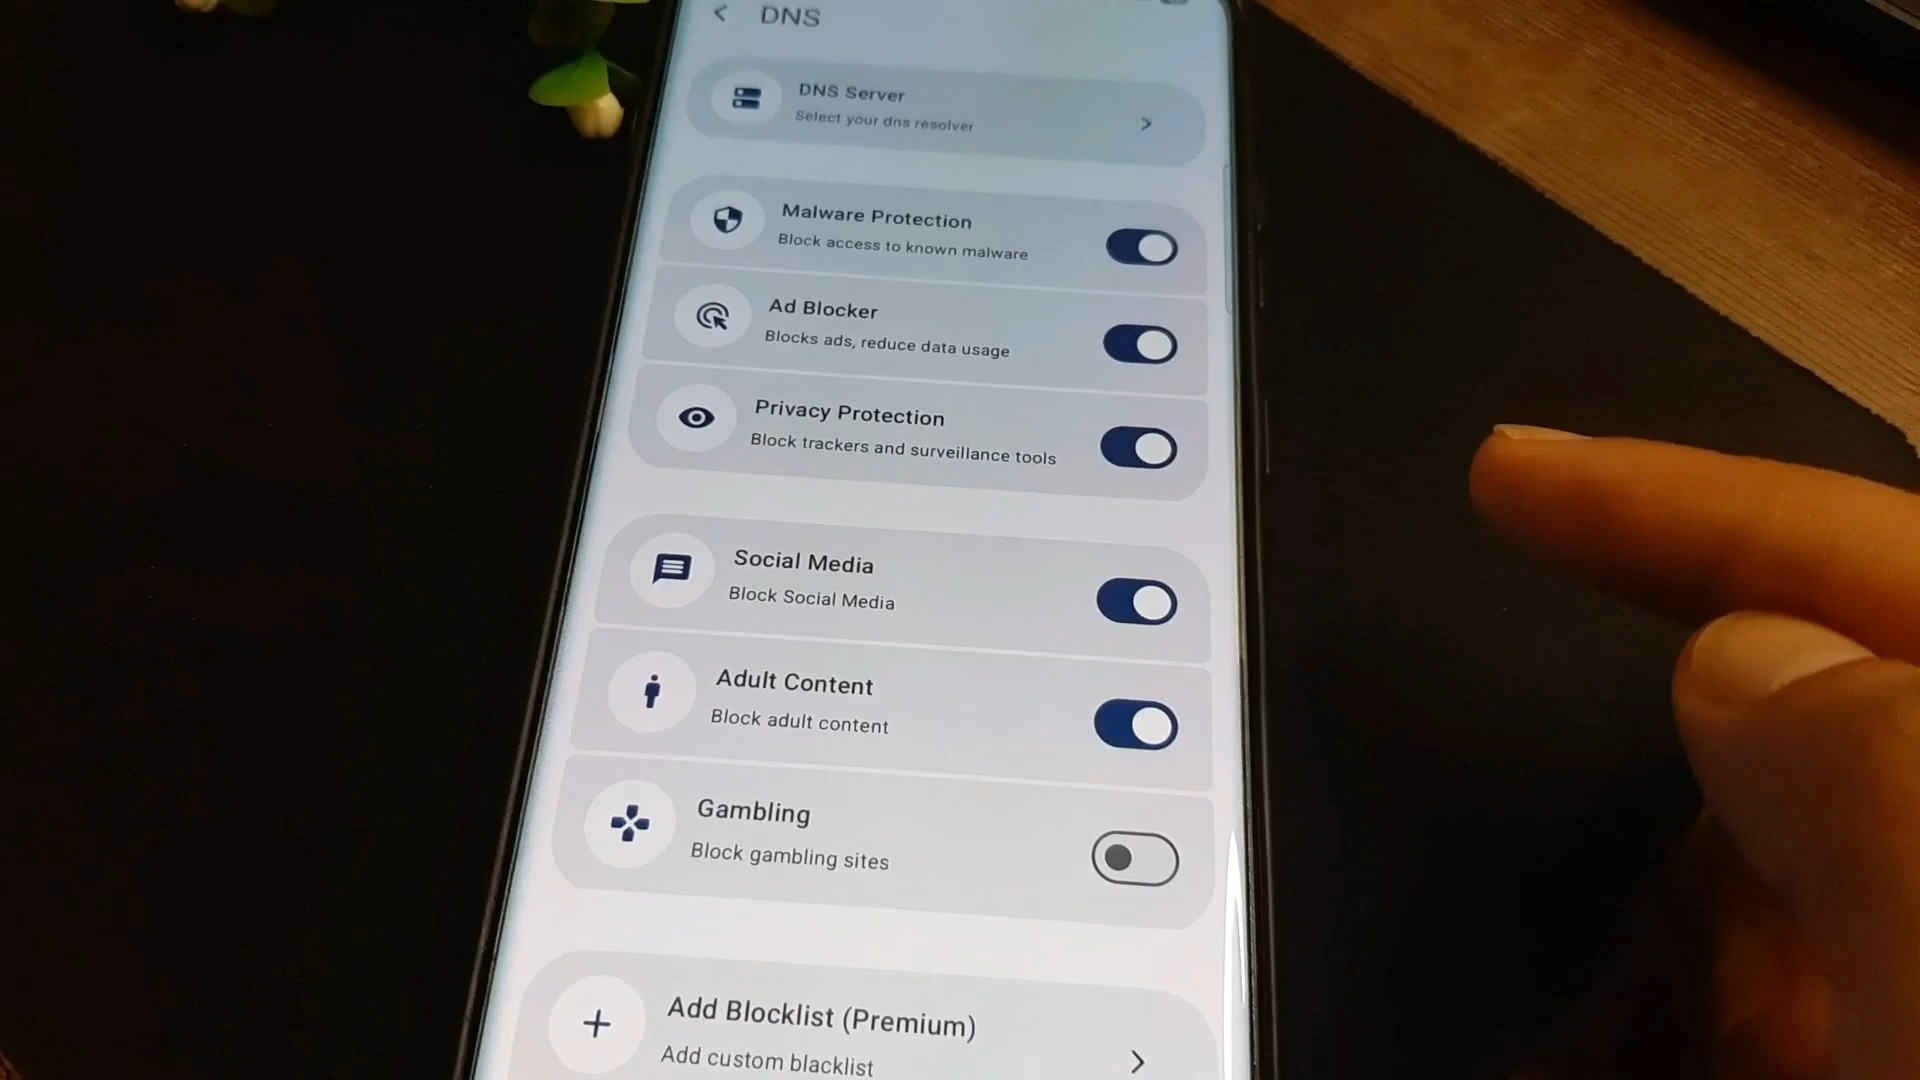 DNS
DNS Server
Select your dns resolver
Malware Protection
Block access to known malware
Ad Blocker
Blocks ads, reduce data usage
Privacy Protection
Block trackers and surveillance tools
Social Media
Block Social Media
Adult Content
Block adult content
Gambling
Block gambling sites
Add Blocklist (Premium)
Add custom blacklist